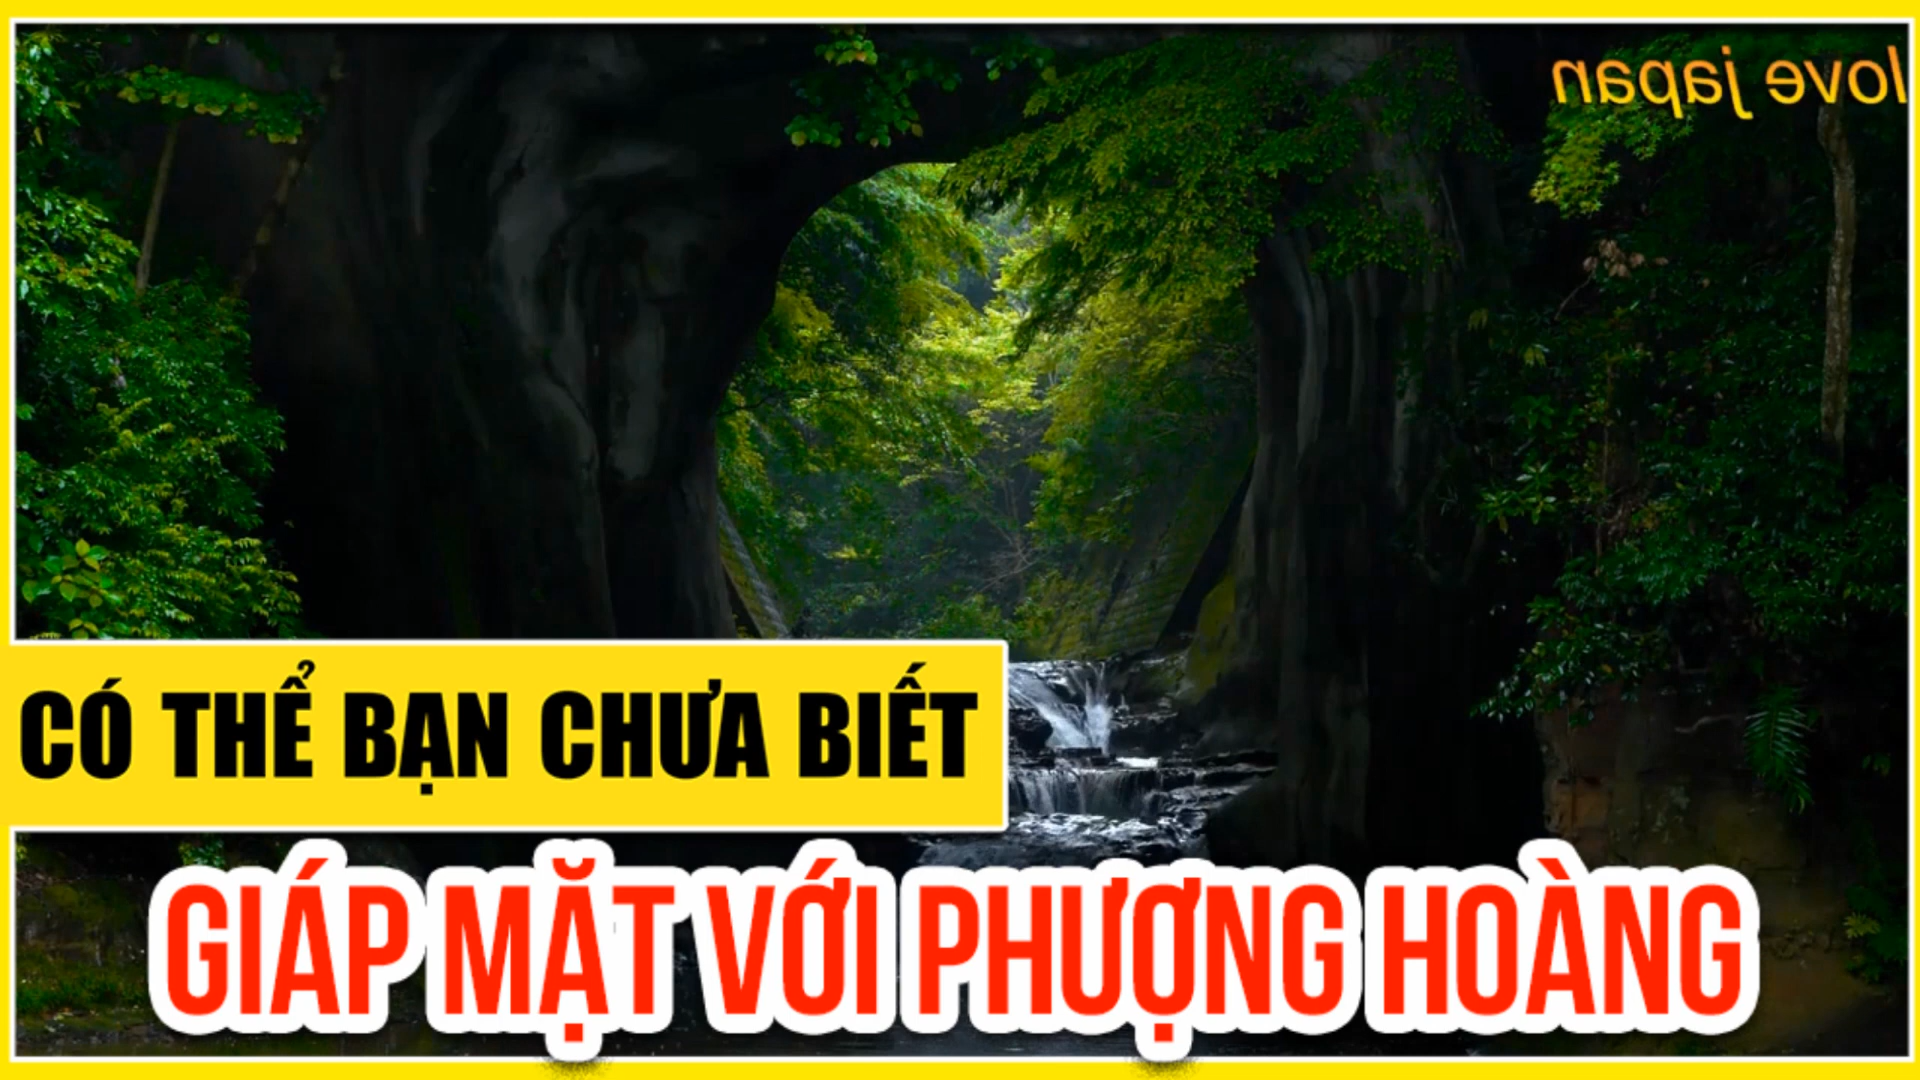 love japan
CÓ THỂ BẠN CHƯA BIẾT
GIÁP MẶT VỚI PHƯỢNG HOÀNG